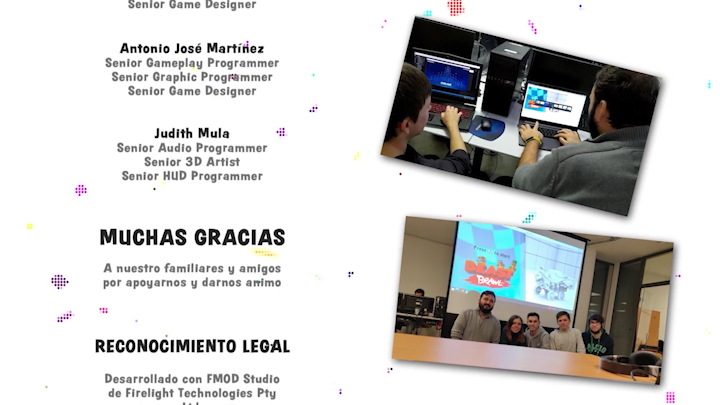 Senior Game Designer
Antonio José Martínez
Senior Gameplay Programmer
Senior Graphic Programmer
Senior Game Designer
Judith Mula
Senior Audio Programmer
Senior 3D Artist
Senior HUD Programmer
MUCHAS GRACIAS
A nuestro familiares y amigos
por apoyarnos y darnos animo
RECONOCIMIENTO LEGAL
Desarrollado con FMOD Studio
de Firelight Technologies Pty